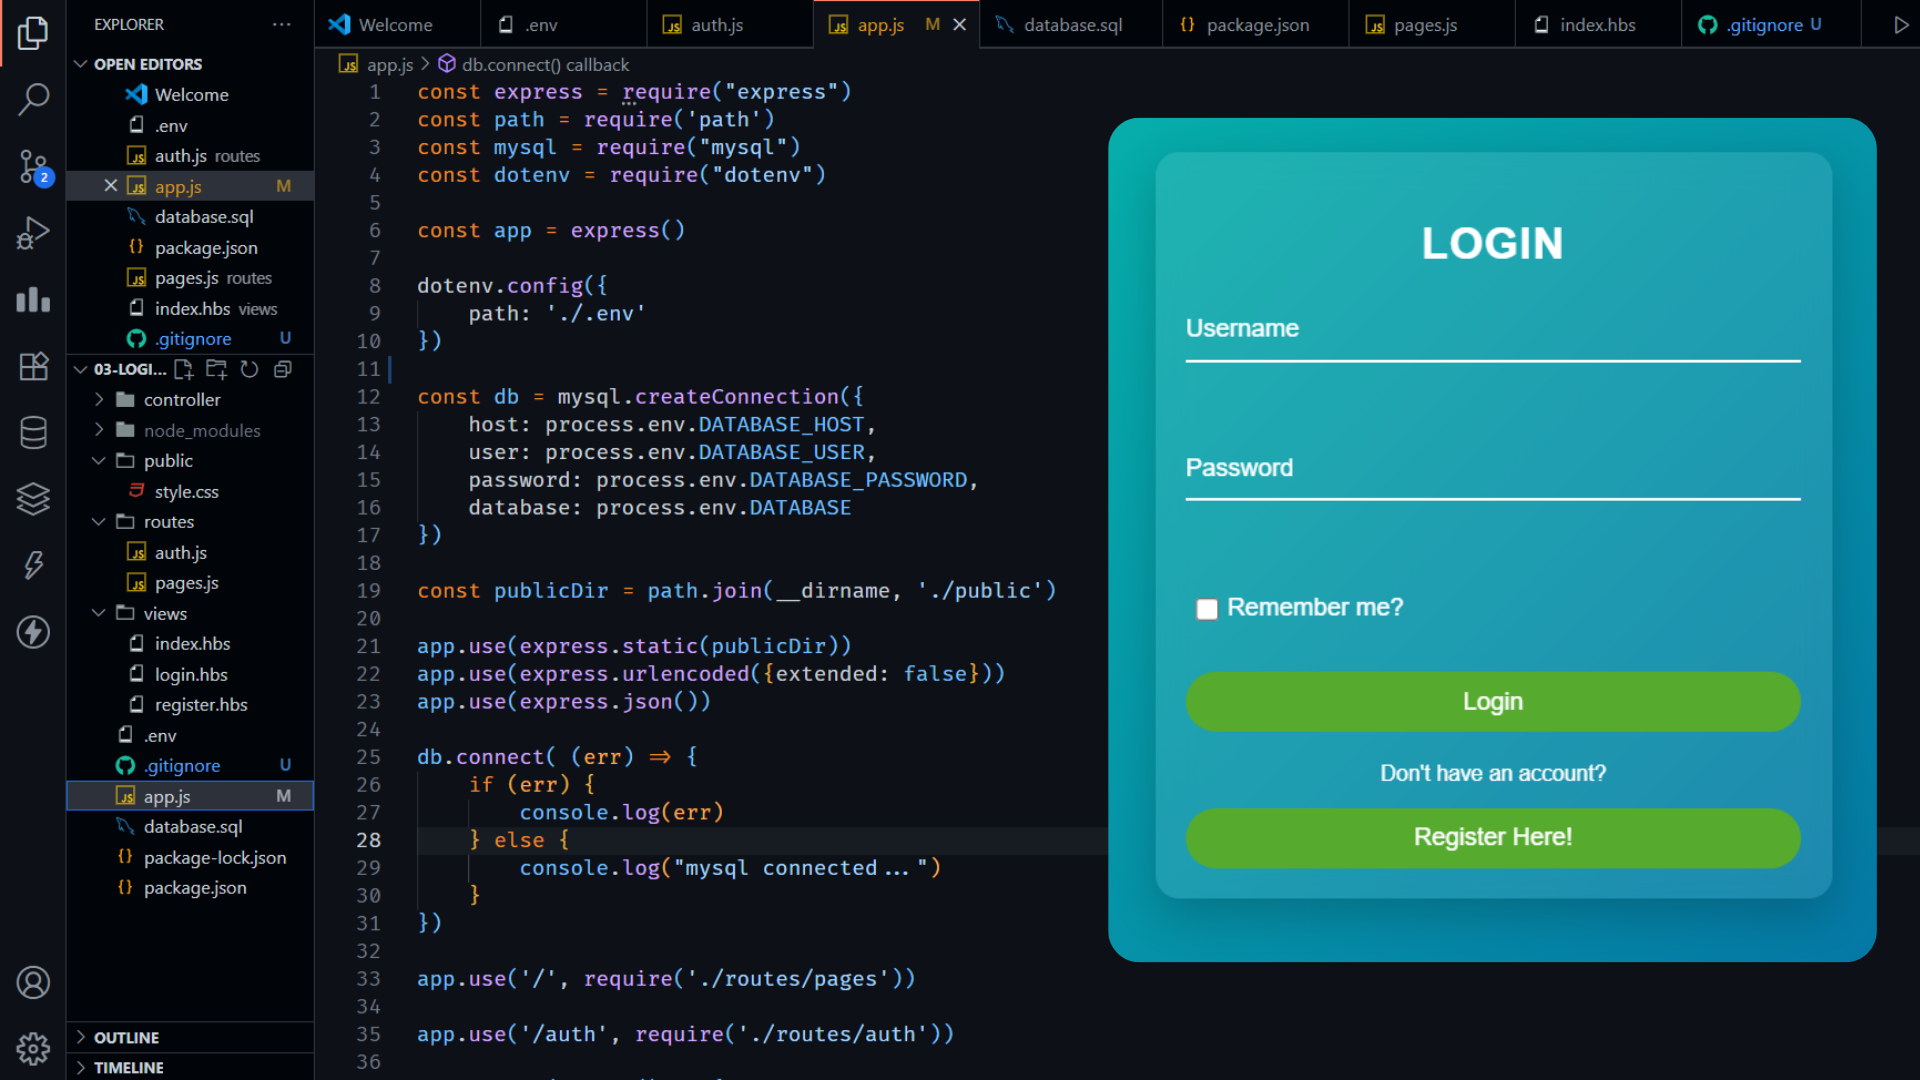 EXPLORER
OPEN EDITORS
Welcome
.env
auth.js routes
app.js M
database.sql
package.json
pages.js routes
index.hbs views
.gitignore U
03-LOGI...
controller
node_modules
public
style.css
routes
auth.js
pages.js
views
index.hbs
login.hbs
register.hbs
.env
.gitignore U
app.js M
database.sql
package-lock.json
package.json
OUTLINE
TIMELINE
2
Welcome .env auth.js app.js M database.sql package.json pages.js index.hbs .gitignore U
app.js > db.connect() callback
1 const express = require("express")
2 const path = require('path')
3 const mysql = require("mysql")
4 const dotenv = require("dotenv")
5
6 const app = express()
7
8 dotenv.config({
9 path: './.env'
10 })
11
12 const db = mysql.createConnection({
13 host: process.env.DATABASE_HOST,
14 user: process.env.DATABASE_USER,
15 password: process.env.DATABASE_PASSWORD,
16 database: process.env.DATABASE
17 })
18
19 const publicDir = path.join(__dirname, './public')
20
21 app.use(express.static(publicDir))
22 app.use(express.urlencoded({extended: false}))
23 app.use(express.json())
24
25 db.connect( (err) => {
26 if (err) {
27 console.log(err)
28 } else {
29 console.log("mysql connected...")
30 }
31 })
32
33 app.use('/', require('./routes/pages'))
34
35 app.use('/auth', require('./routes/auth'))
36
LOGIN
Username
Password
Remember me?
Login
Don't have an account?
Register Here!